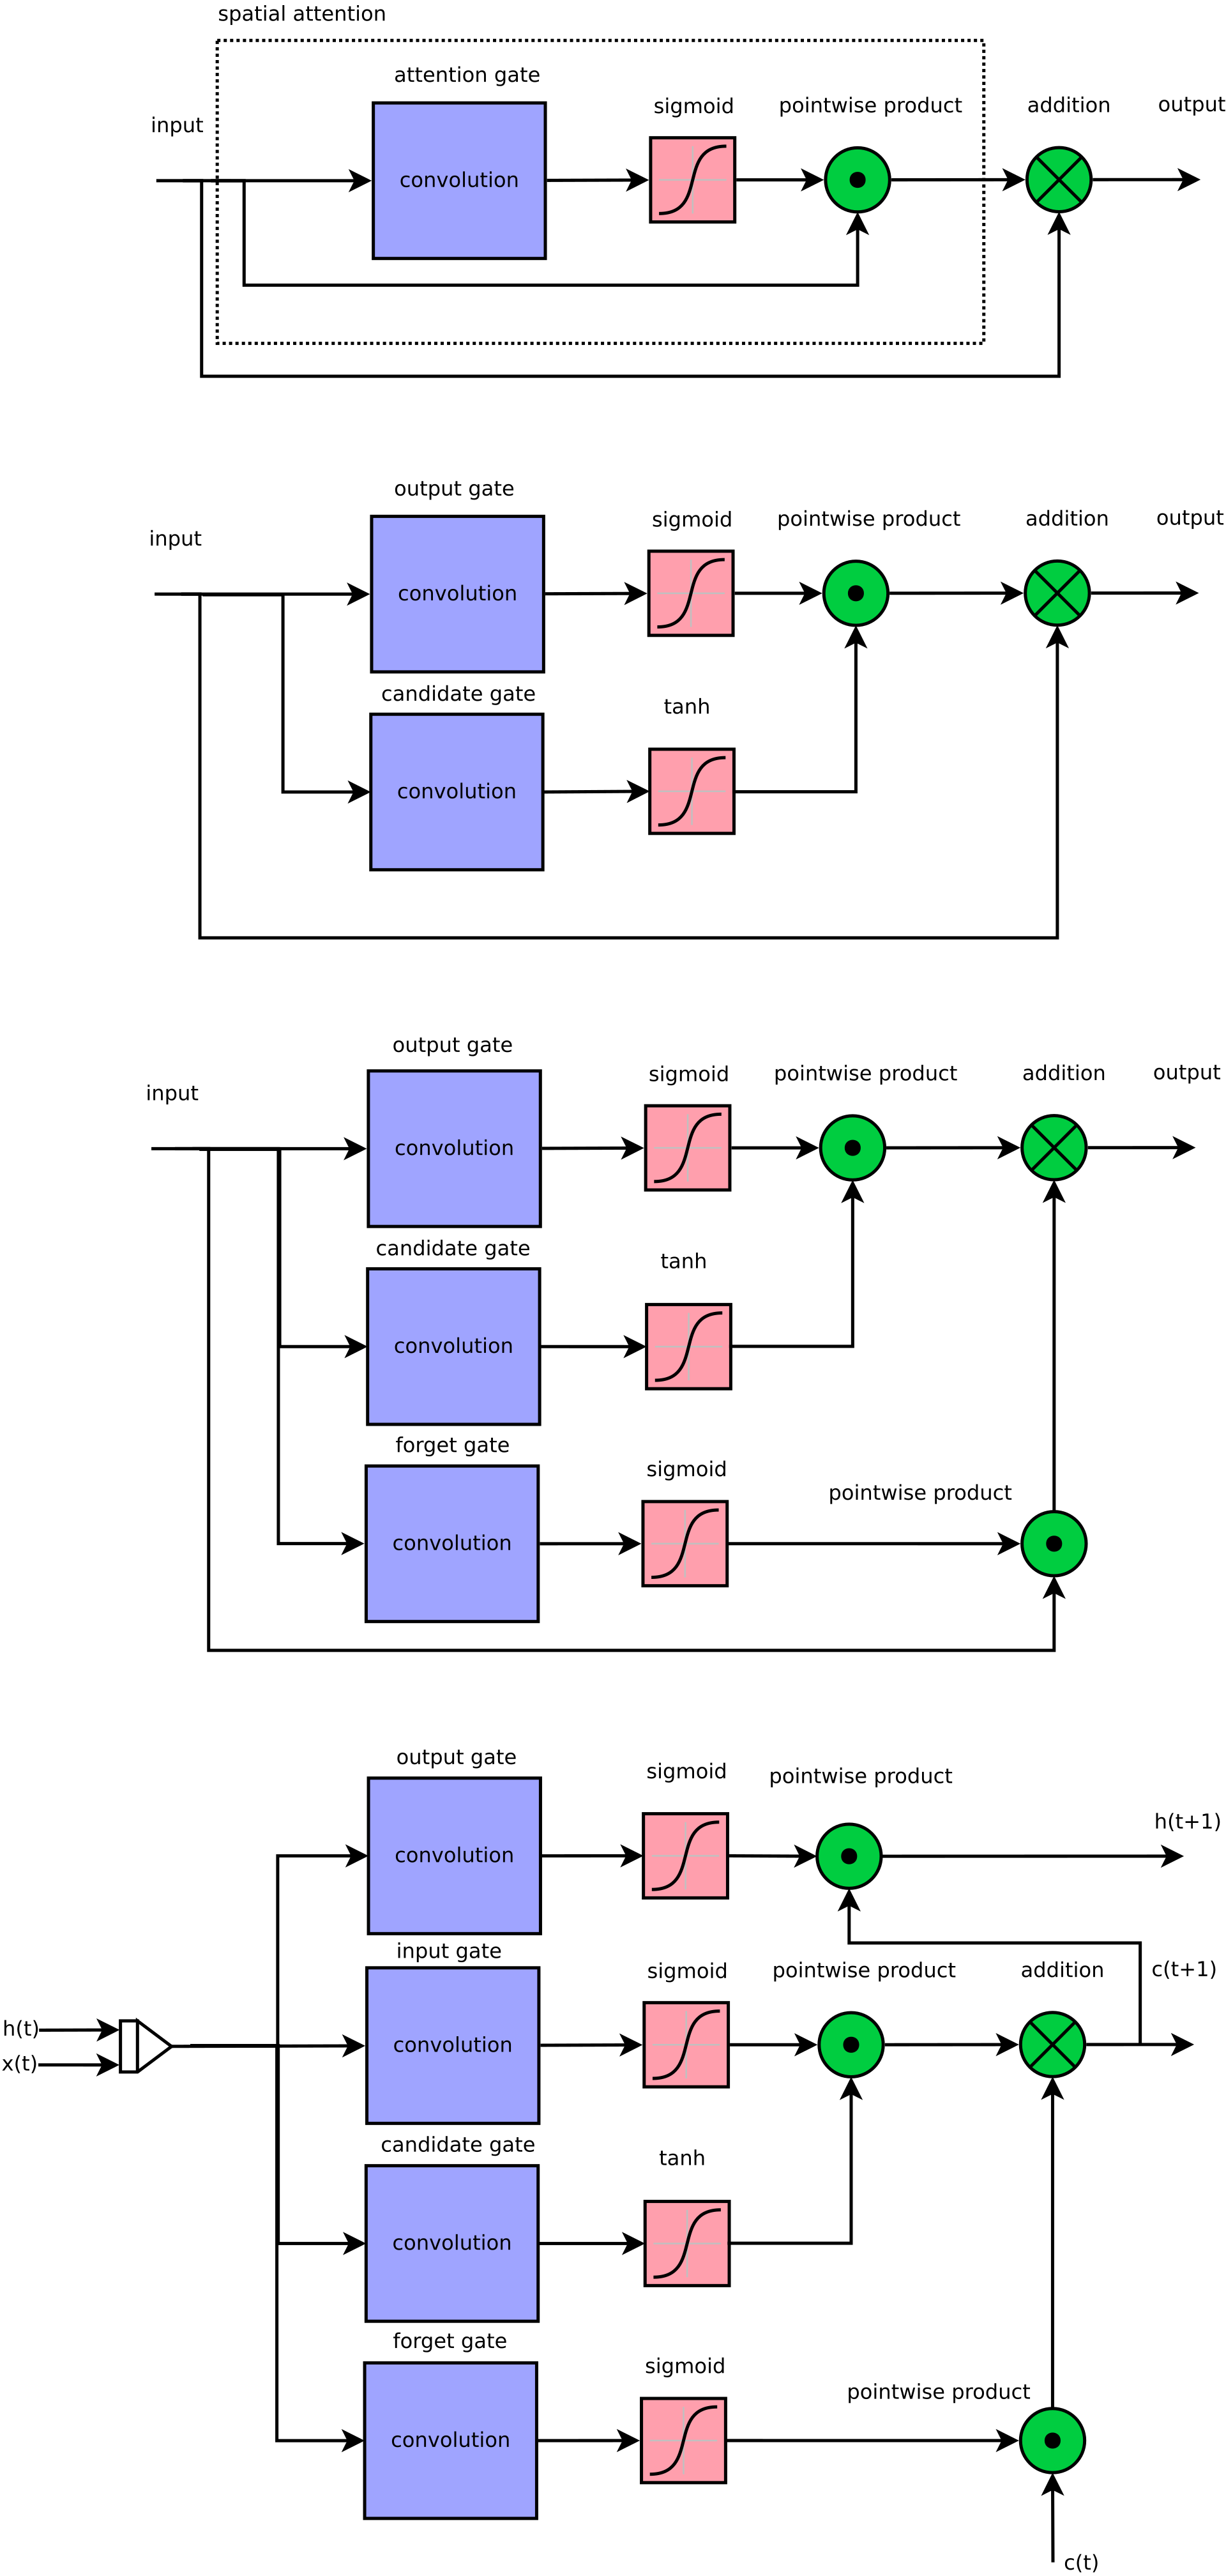 spatial attention
attention gate
input
sigmoid
pointwise product
addition
output
convolution
output gate
input
sigmoid
pointwise product
addition
output
convolution
candidate gate
tanh
convolution
output gate
input
sigmoid
pointwise product
addition
output
convolution
candidate gate
tanh
convolution
forget gate
sigmoid
pointwise product
convolution
output gate
sigmoid
pointwise product
h(t+1)
convolution
input gate
sigmoid
pointwise product
addition
c(t+1)
h(t)
x(t)
convolution
candidate gate
tanh
convolution
forget gate
sigmoid
pointwise product
convolution
c(t)